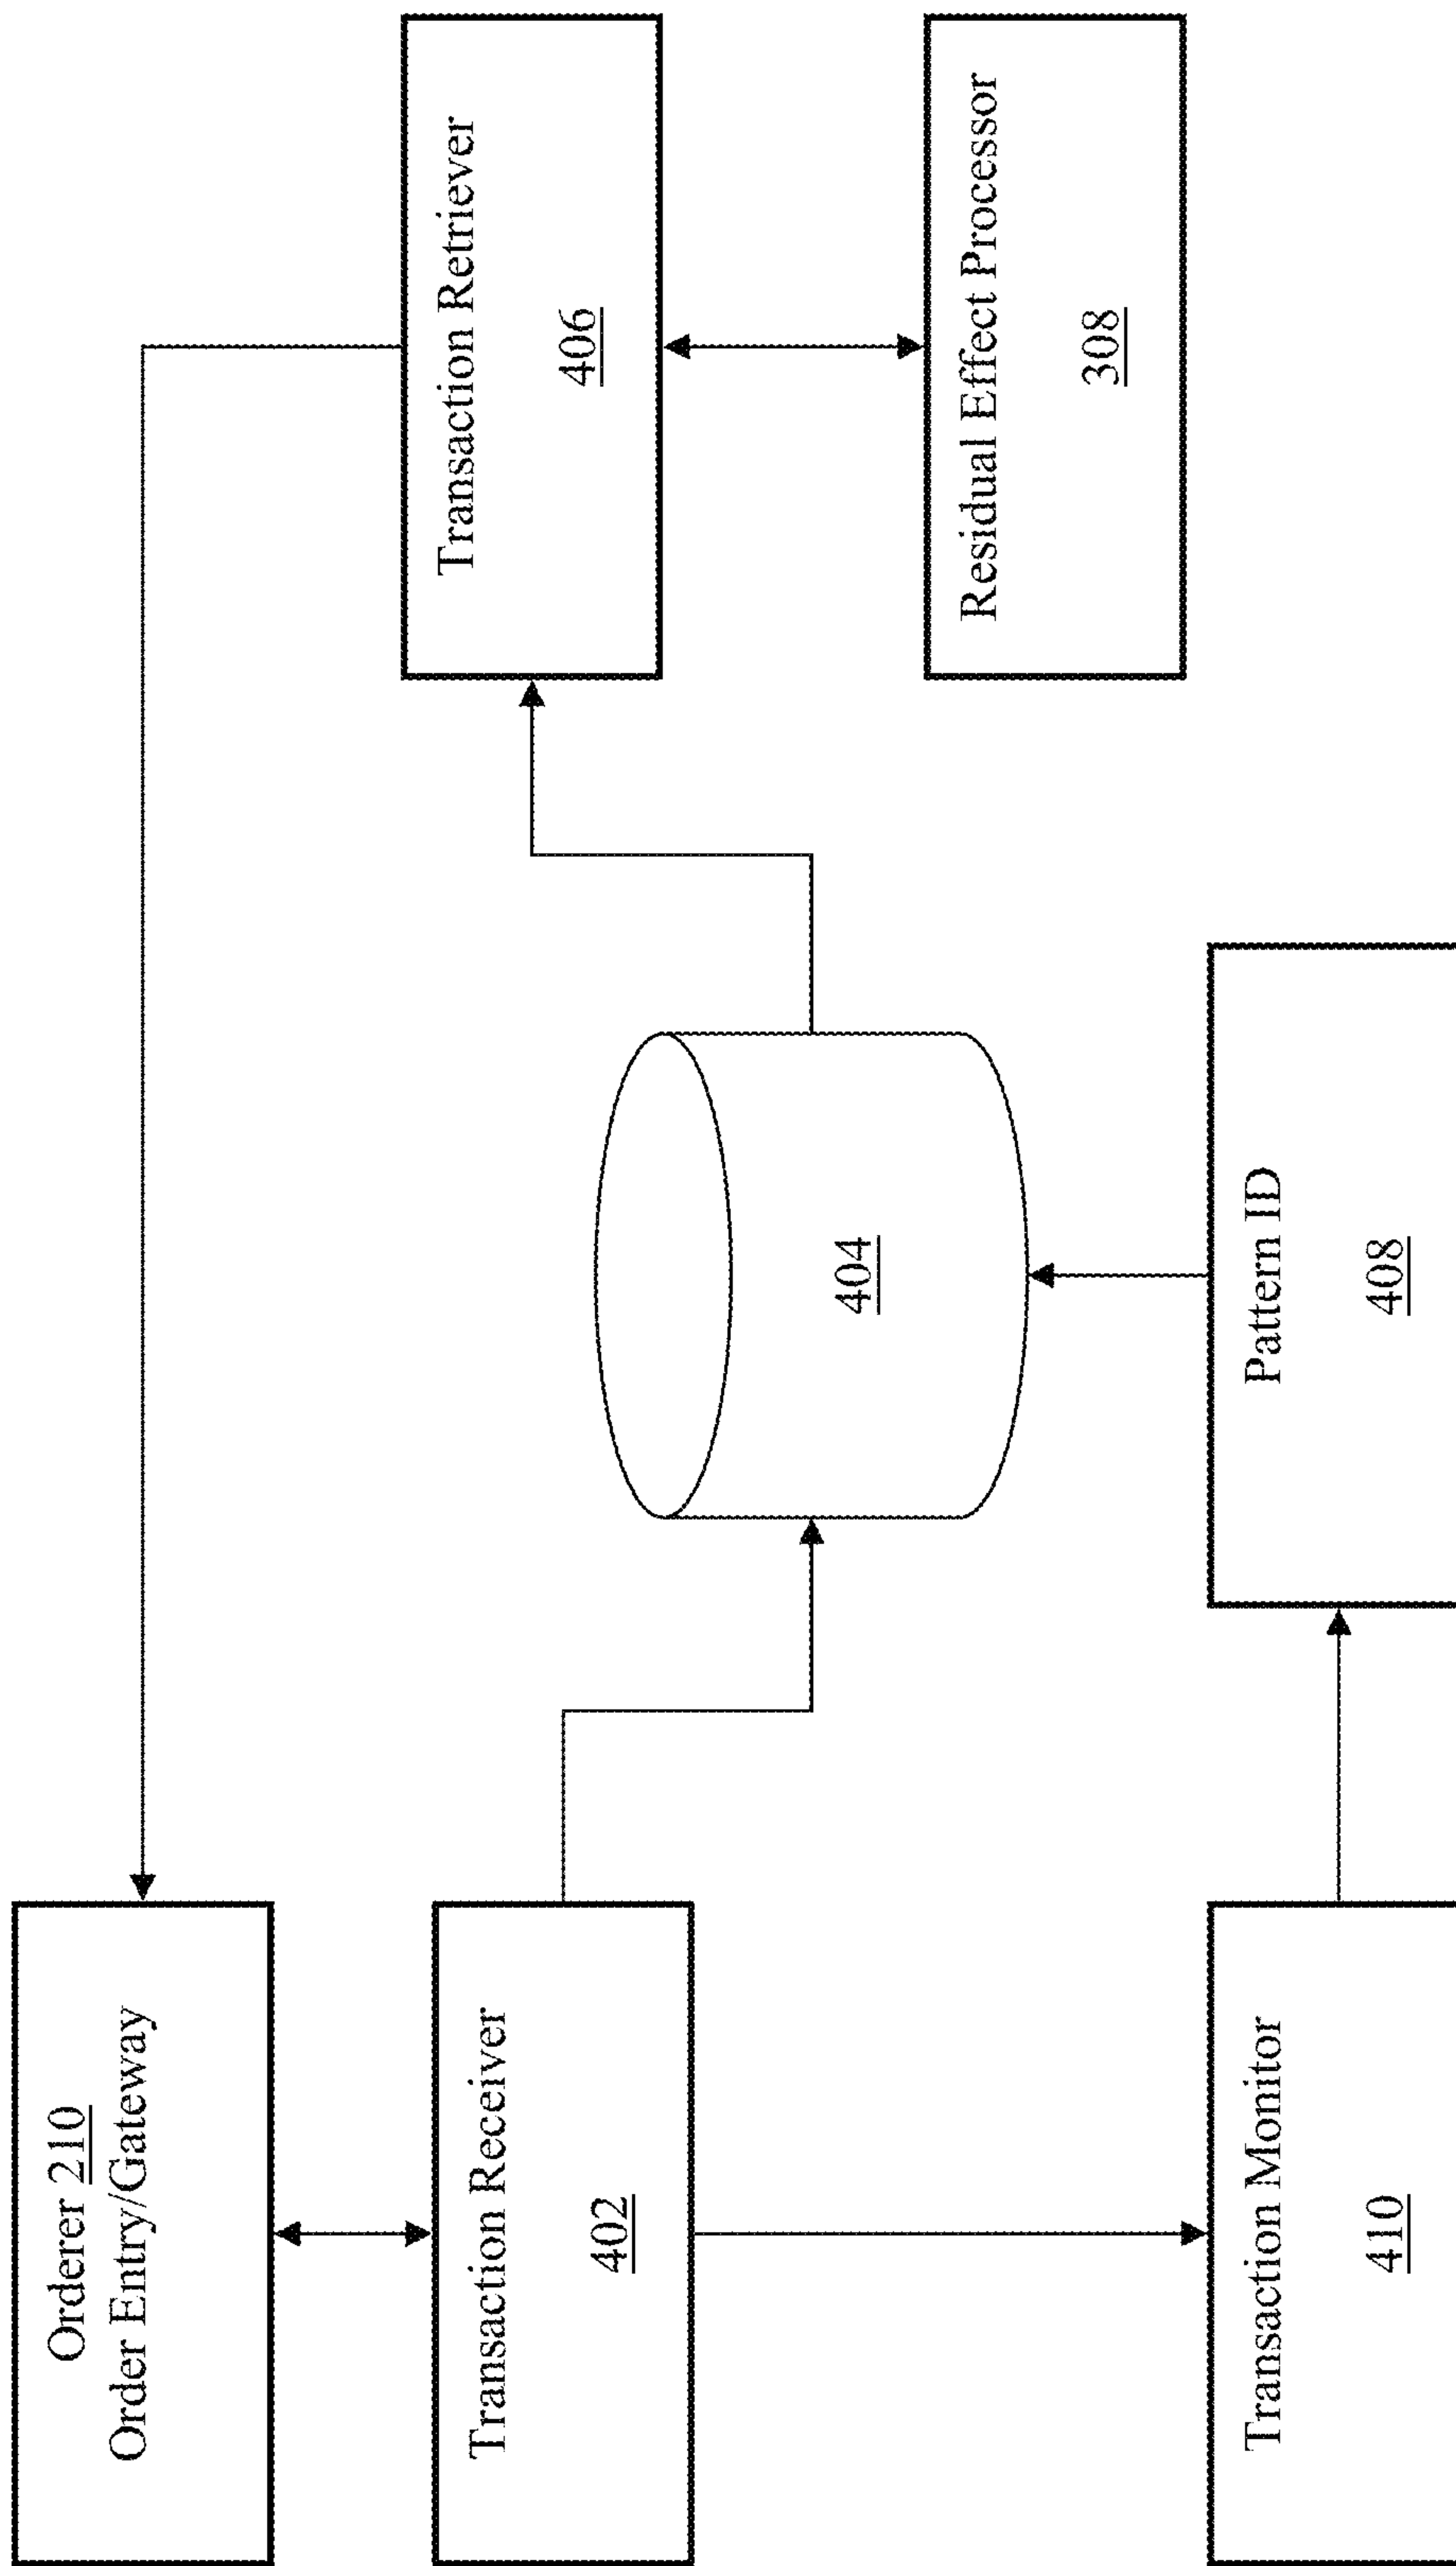 Orderer 210
Order Entry/Gateway
Transaction Receiver
402
Transaction Monitor
410
404
Pattern ID
408
Transaction Retriever
406
Residual Effect Processor
308